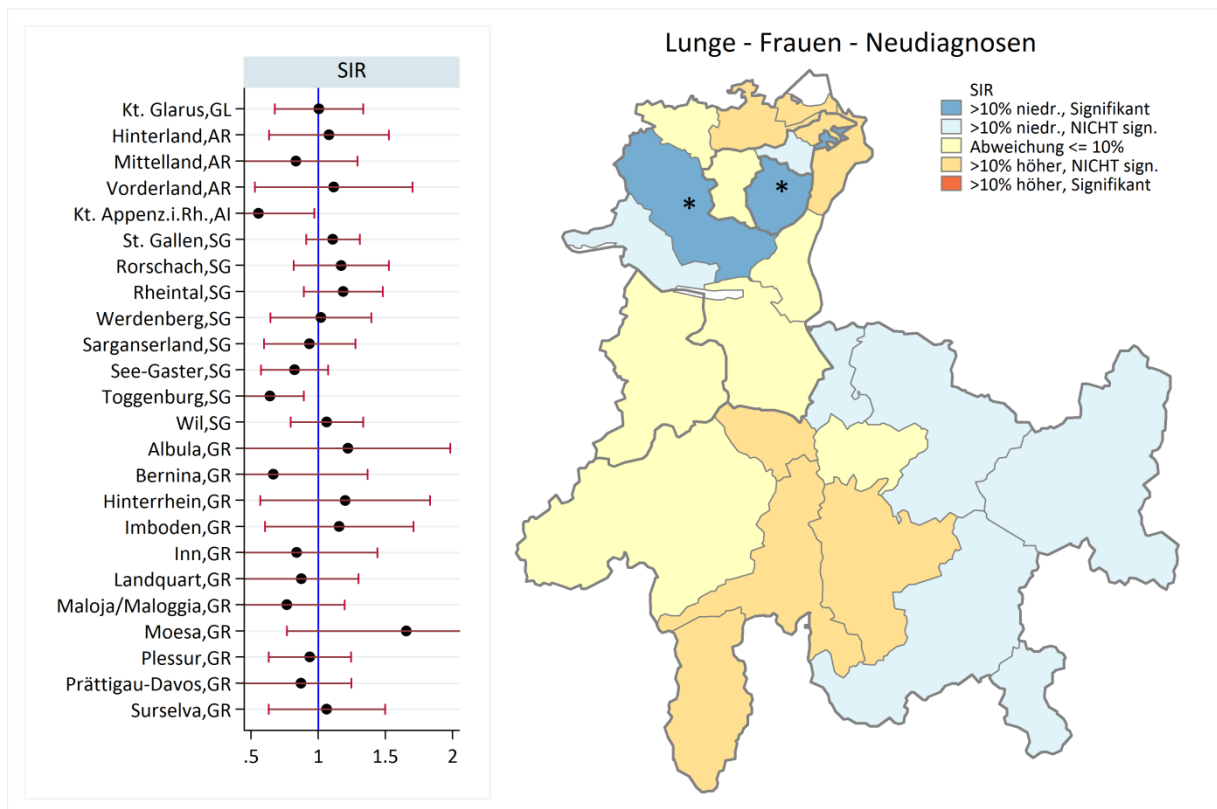 SIR
Kt. Glarus,GL
Hinterland,AR
Mittelland,AR
Vorderland,AR
Kt. Appenz.i.Rh.,AI
St. Gallen,SG
Rorschach,SG
Rheintal,SG
Werdenberg,SG
Sarganserland,SG
See-Gaster,SG
Toggenburg,SG
Wil,SG
Albula,GR
Bernina,GR
Hinterrhein,GR
Imboden,GR
Inn,GR
Landquart,GR
Maloja/Maloggia,GR
Moesa,GR
Plessur,GR
Prättigau-Davos,GR
Surselva,GR
.5 1 1.5 2
Lunge - Frauen - Neudiagnosen
SIR
>10% niedr., Signifikant
>10% niedr., NICHT sign.
Abweichung <= 10%
>10% höher, NICHT sign.
>10% höher, Signifikant
* *